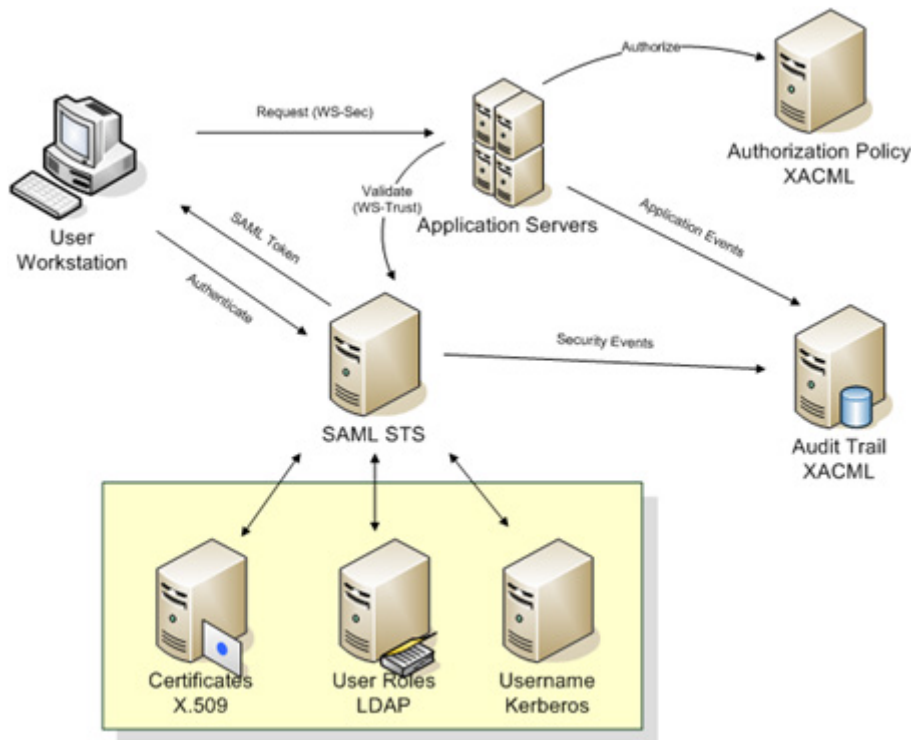 Authorize
Request (WS-Sec)
Authorization Policy
XACML
Validate
(WS-Trust)
Application Servers
Application Events
User
Workstation
SAML Token
Authenticate
Security Events
SAML STS
Audit Trail
XACML
Certificates
X.509
User Roles
LDAP
Username
Kerberos